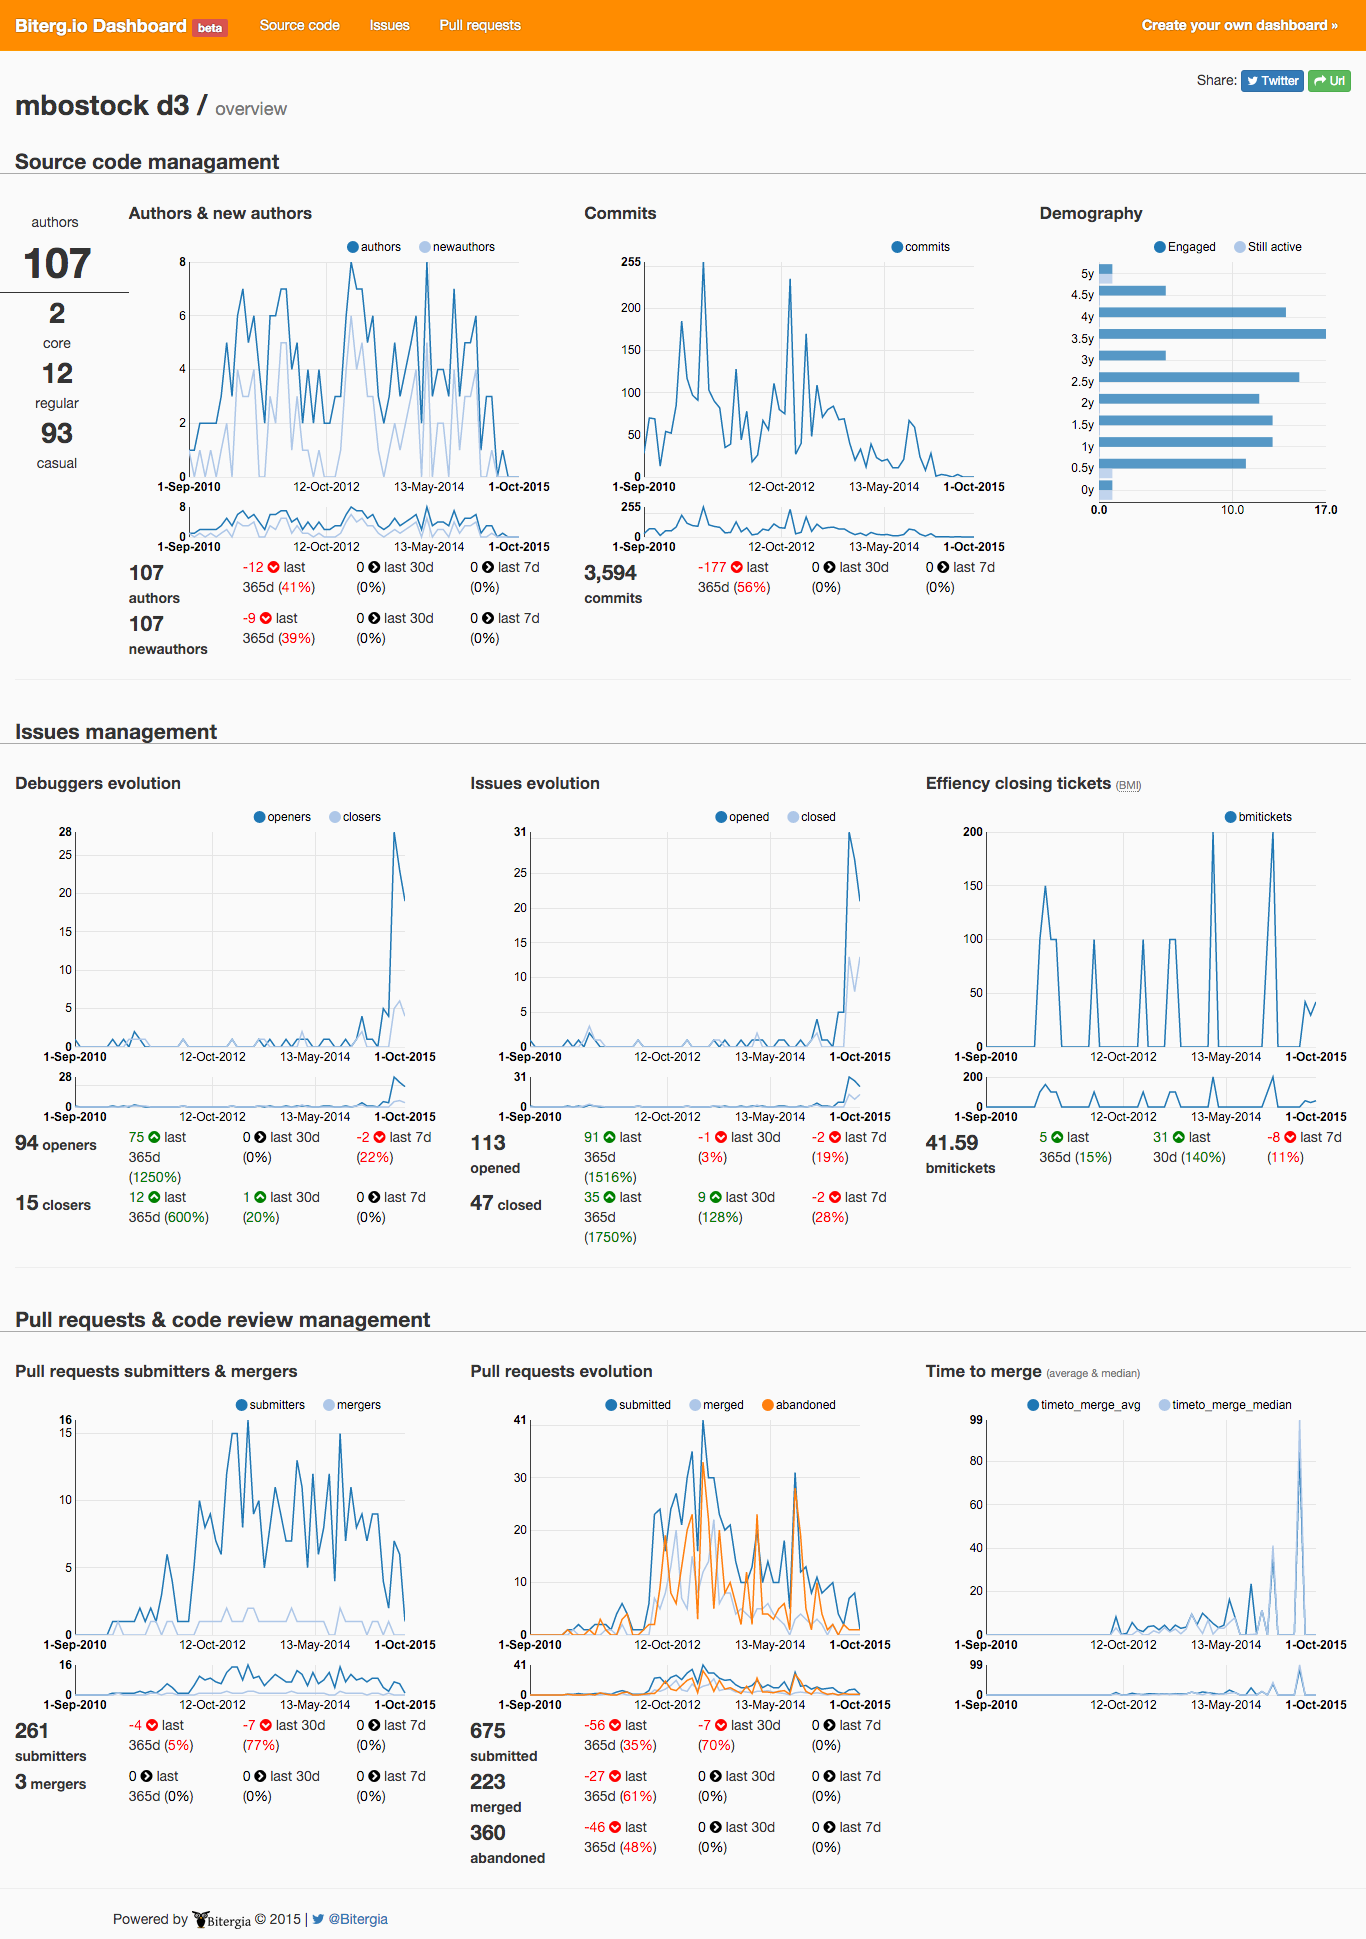 Biterg.io Dashboard beta Source code Issues Pull requests Create your own dashboard »
Share: Twitter Url
mbostock d3 / overview
Source code managament
authors
107
2
core
12
regular
93
casual
Authors & new authors
authors newauthors
8
6
4
2
0
1-Sep-2010 12-Oct-2012 13-May-2014 1-Oct-2015
8
0
1-Sep-2010 12-Oct-2012 13-May-2014 1-Oct-2015
107
authors
-12 last
365d (41%)
0 last 30d
(0%)
0 last 7d
(0%)
107
newauthors
-9 last
365d (39%)
0 last 30d
(0%)
0 last 7d
(0%)
Commits
commits
255
200
150
100
50
0
1-Sep-2010 12-Oct-2012 13-May-2014 1-Oct-2015
255
0
1-Sep-2010 12-Oct-2012 13-May-2014 1-Oct-2015
3,594
commits
-177 last
365d (56%)
0 last 30d
(0%)
0 last 7d
(0%)
Demography
Engaged Still active
5y
4.5y
4y
3.5y
3y
2.5y
2y
1.5y
1y
0.5y
0y
0.0 10.0 17.0
Issues management
Debuggers evolution
openers closers
28
25
20
15
10
5
0
1-Sep-2010 12-Oct-2012 13-May-2014 1-Oct-2015
28
0
1-Sep-2010 12-Oct-2012 13-May-2014 1-Oct-2015
94 openers
75 last
365d
(1250%)
0 last 30d
(0%)
-2 last 7d
(22%)
15 closers
12 last
365d (600%)
1 last 30d
(20%)
0 last 7d
(0%)
Issues evolution
opened closed
31
25
20
15
10
5
0
1-Sep-2010 12-Oct-2012 13-May-2014 1-Oct-2015
31
0
1-Sep-2010 12-Oct-2012 13-May-2014 1-Oct-2015
113
opened
91 last
365d
(1516%)
-1 last 30d
(3%)
-2 last 7d
(19%)
47 closed
35 last
365d
(1750%)
9 last 30d
(128%)
-2 last 7d
(28%)
Effiency closing tickets (BMI)
bmitickets
200
150
100
50
0
1-Sep-2010 12-Oct-2012 13-May-2014 1-Oct-2015
200
0
1-Sep-2010 12-Oct-2012 13-May-2014 1-Oct-2015
41.59
bmitickets
5 last
365d (15%)
31 last
30d (140%)
-8 last 7d
(11%)
Pull requests & code review management
Pull requests submitters & mergers
submitters mergers
16
15
10
5
0
1-Sep-2010 12-Oct-2012 13-May-2014 1-Oct-2015
16
0
1-Sep-2010 12-Oct-2012 13-May-2014 1-Oct-2015
261
submitters
-4 last
365d (5%)
-7 last 30d
(77%)
0 last 7d
(0%)
3 mergers
0 last
365d (0%)
0 last 30d
(0%)
0 last 7d
(0%)
Pull requests evolution
submitted merged abandoned
41
30
20
10
0
1-Sep-2010 12-Oct-2012 13-May-2014 1-Oct-2015
41
0
1-Sep-2010 12-Oct-2012 13-May-2014 1-Oct-2015
675
submitted
-56 last
365d (35%)
-7 last 30d
(70%)
0 last 7d
(0%)
223
merged
-27 last
365d (61%)
0 last 30d
(0%)
0 last 7d
(0%)
360
abandoned
-46 last
365d (48%)
0 last 30d
(0%)
0 last 7d
(0%)
Time to merge (average & median)
timeto_merge_avg timeto_merge_median
99
80
60
40
20
0
1-Sep-2010 12-Oct-2012 13-May-2014 1-Oct-2015
99
0
1-Sep-2010 12-Oct-2012 13-May-2014 1-Oct-2015
Powered by Bitergia © 2015 | @Bitergia